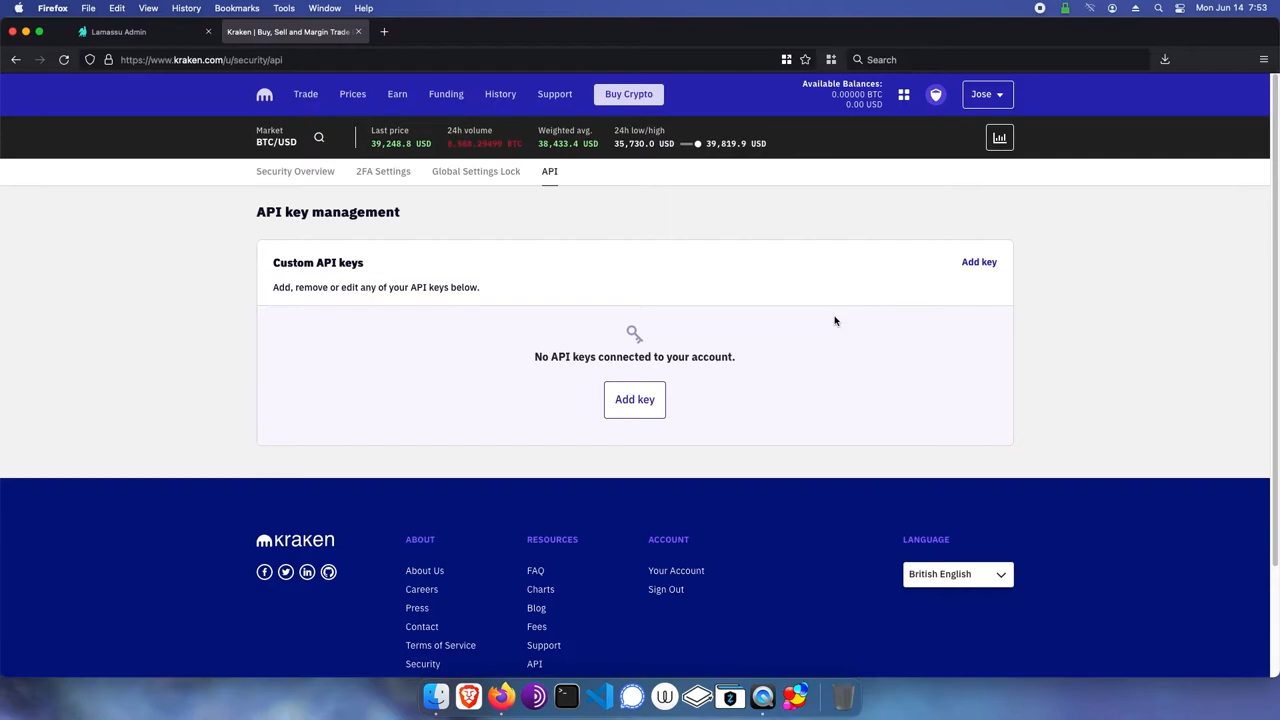 Firefox File Edit View History Bookmarks Tools Window Help Mon Jun 14 7:53
Lamassu Admin Kraken | Buy, Sell and Margin Trade
https://www.kraken.com/u/security/api Search
Trade Prices Earn Funding History Support Buy Crypto
Available Balances:
0.00000 BTC
0.00 USD
Jose
Market
BTC/USD
Last price
39,248.8 USD
24h volume
BTC
Weighted avg.
38,433.4 USD
24h low/high
35,730.0 USD 39,819.9 USD
Security Overview 2FA Settings Global Settings Lock API
API key management
Custom API keys Add key
Add, remove or edit any of your API keys below.
No API keys connected to your account.
Add key
kraken
ABOUT
About Us
Careers
Press
Contact
Terms of Service
Security
RESOURCES
FAQ
Charts
Blog
Fees
Support
API
ACCOUNT
Your Account
Sign Out
LANGUAGE
British English